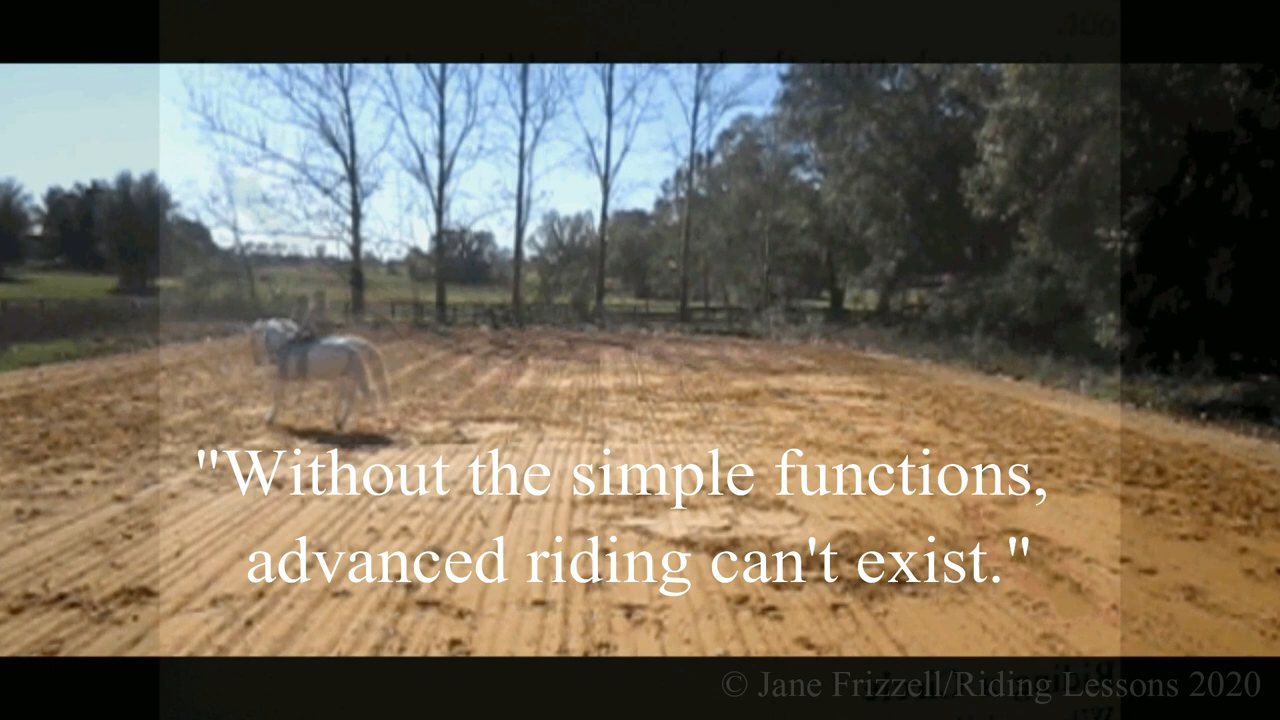 "Without the simple functions,
advanced riding can't exist."
© Jane Frizzell/Riding Lessons 2020